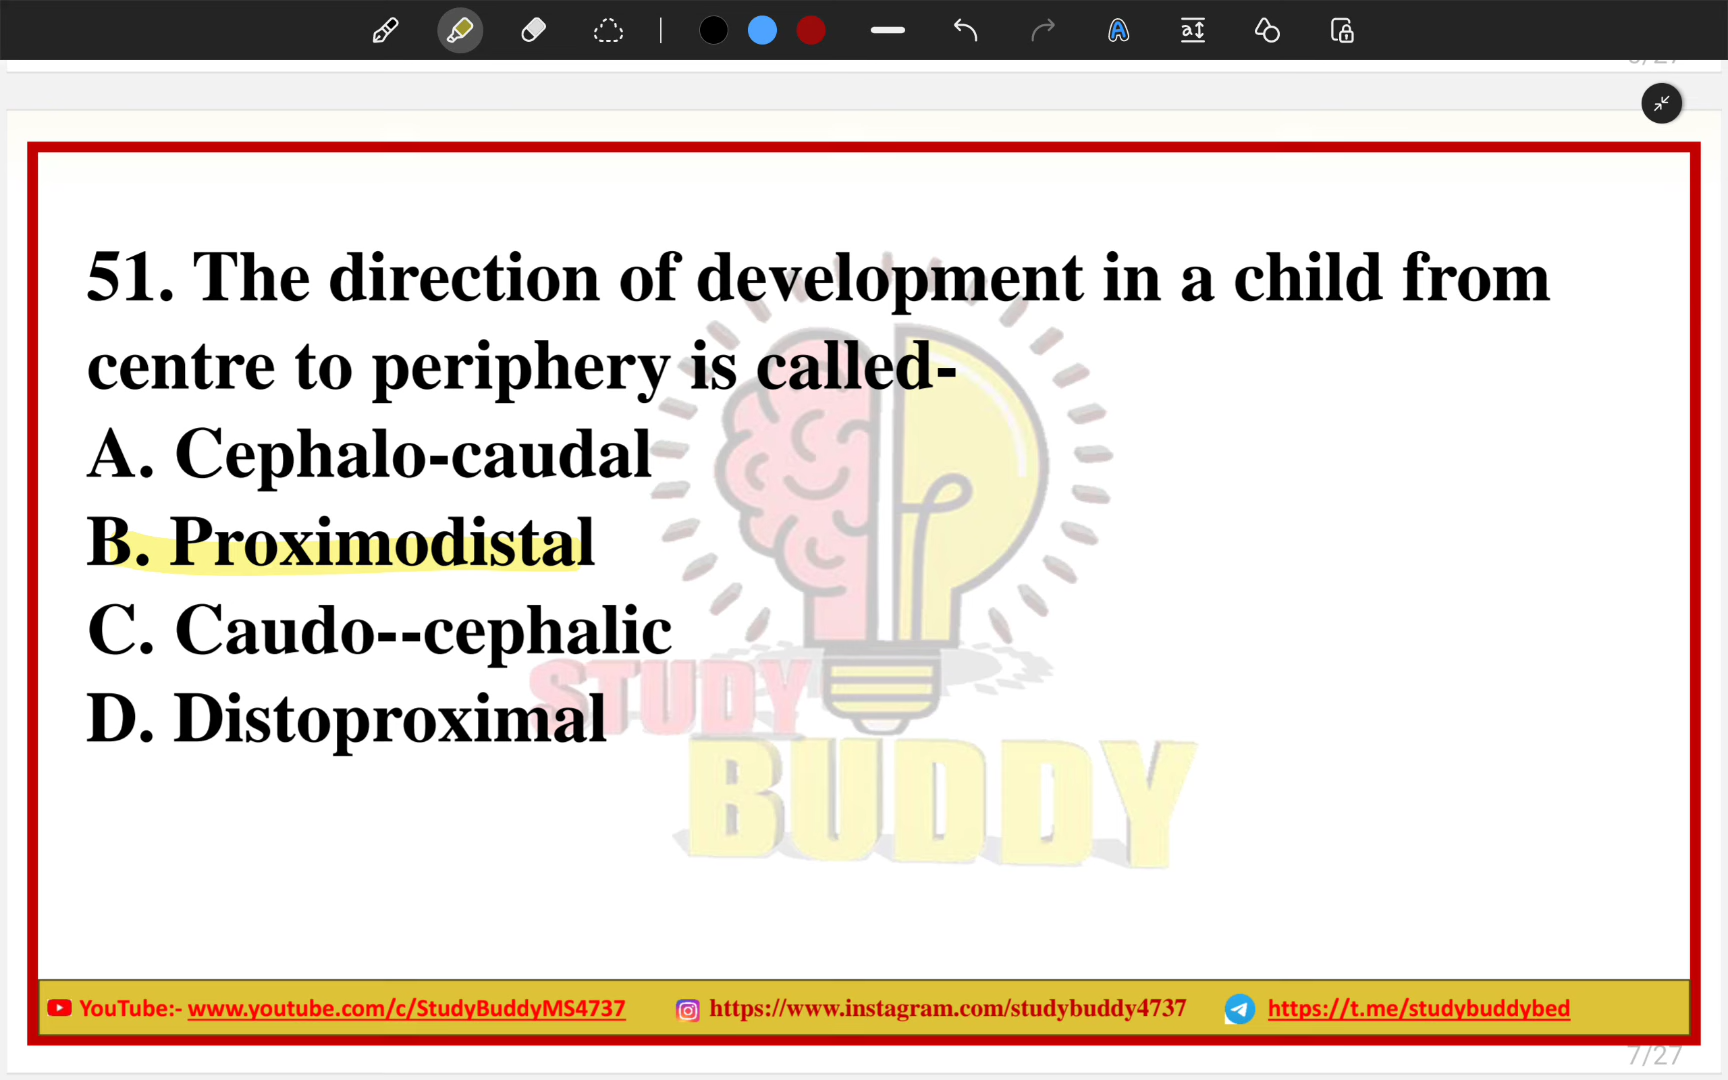 51. The direction of development in a child from
centre to periphery is called-
A. Cephalo-caudal
B. Proximodistal
C. Caudo--cephalic
D. Distoproximal
STUDY
BUDDY
YouTube:- www.youtube.com/c/StudyBuddyMS4737 https://www.instagram.com/studybuddy4737 https://t.me/studybuddybed
7/27